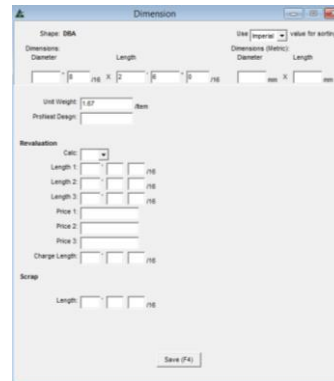 Dimension
Shape: DBA
Use Imperial value for sorting
Dimensions:
Dimensions (Metric):
Diameter Length
Diameter Length
" 8 /16 X 2 ' 6 " 0 /16
mm X mm
Unit Weight: 1.67 /item
ProNest Design:
Revaluation
Calc:
Length 1: ' " /16
Length 2: ' " /16
Length 3: ' " /16
Price 1:
Price 2:
Price 3:
Charge Length: ' " /16
Scrap
Length: ' " /16
Save (F4)